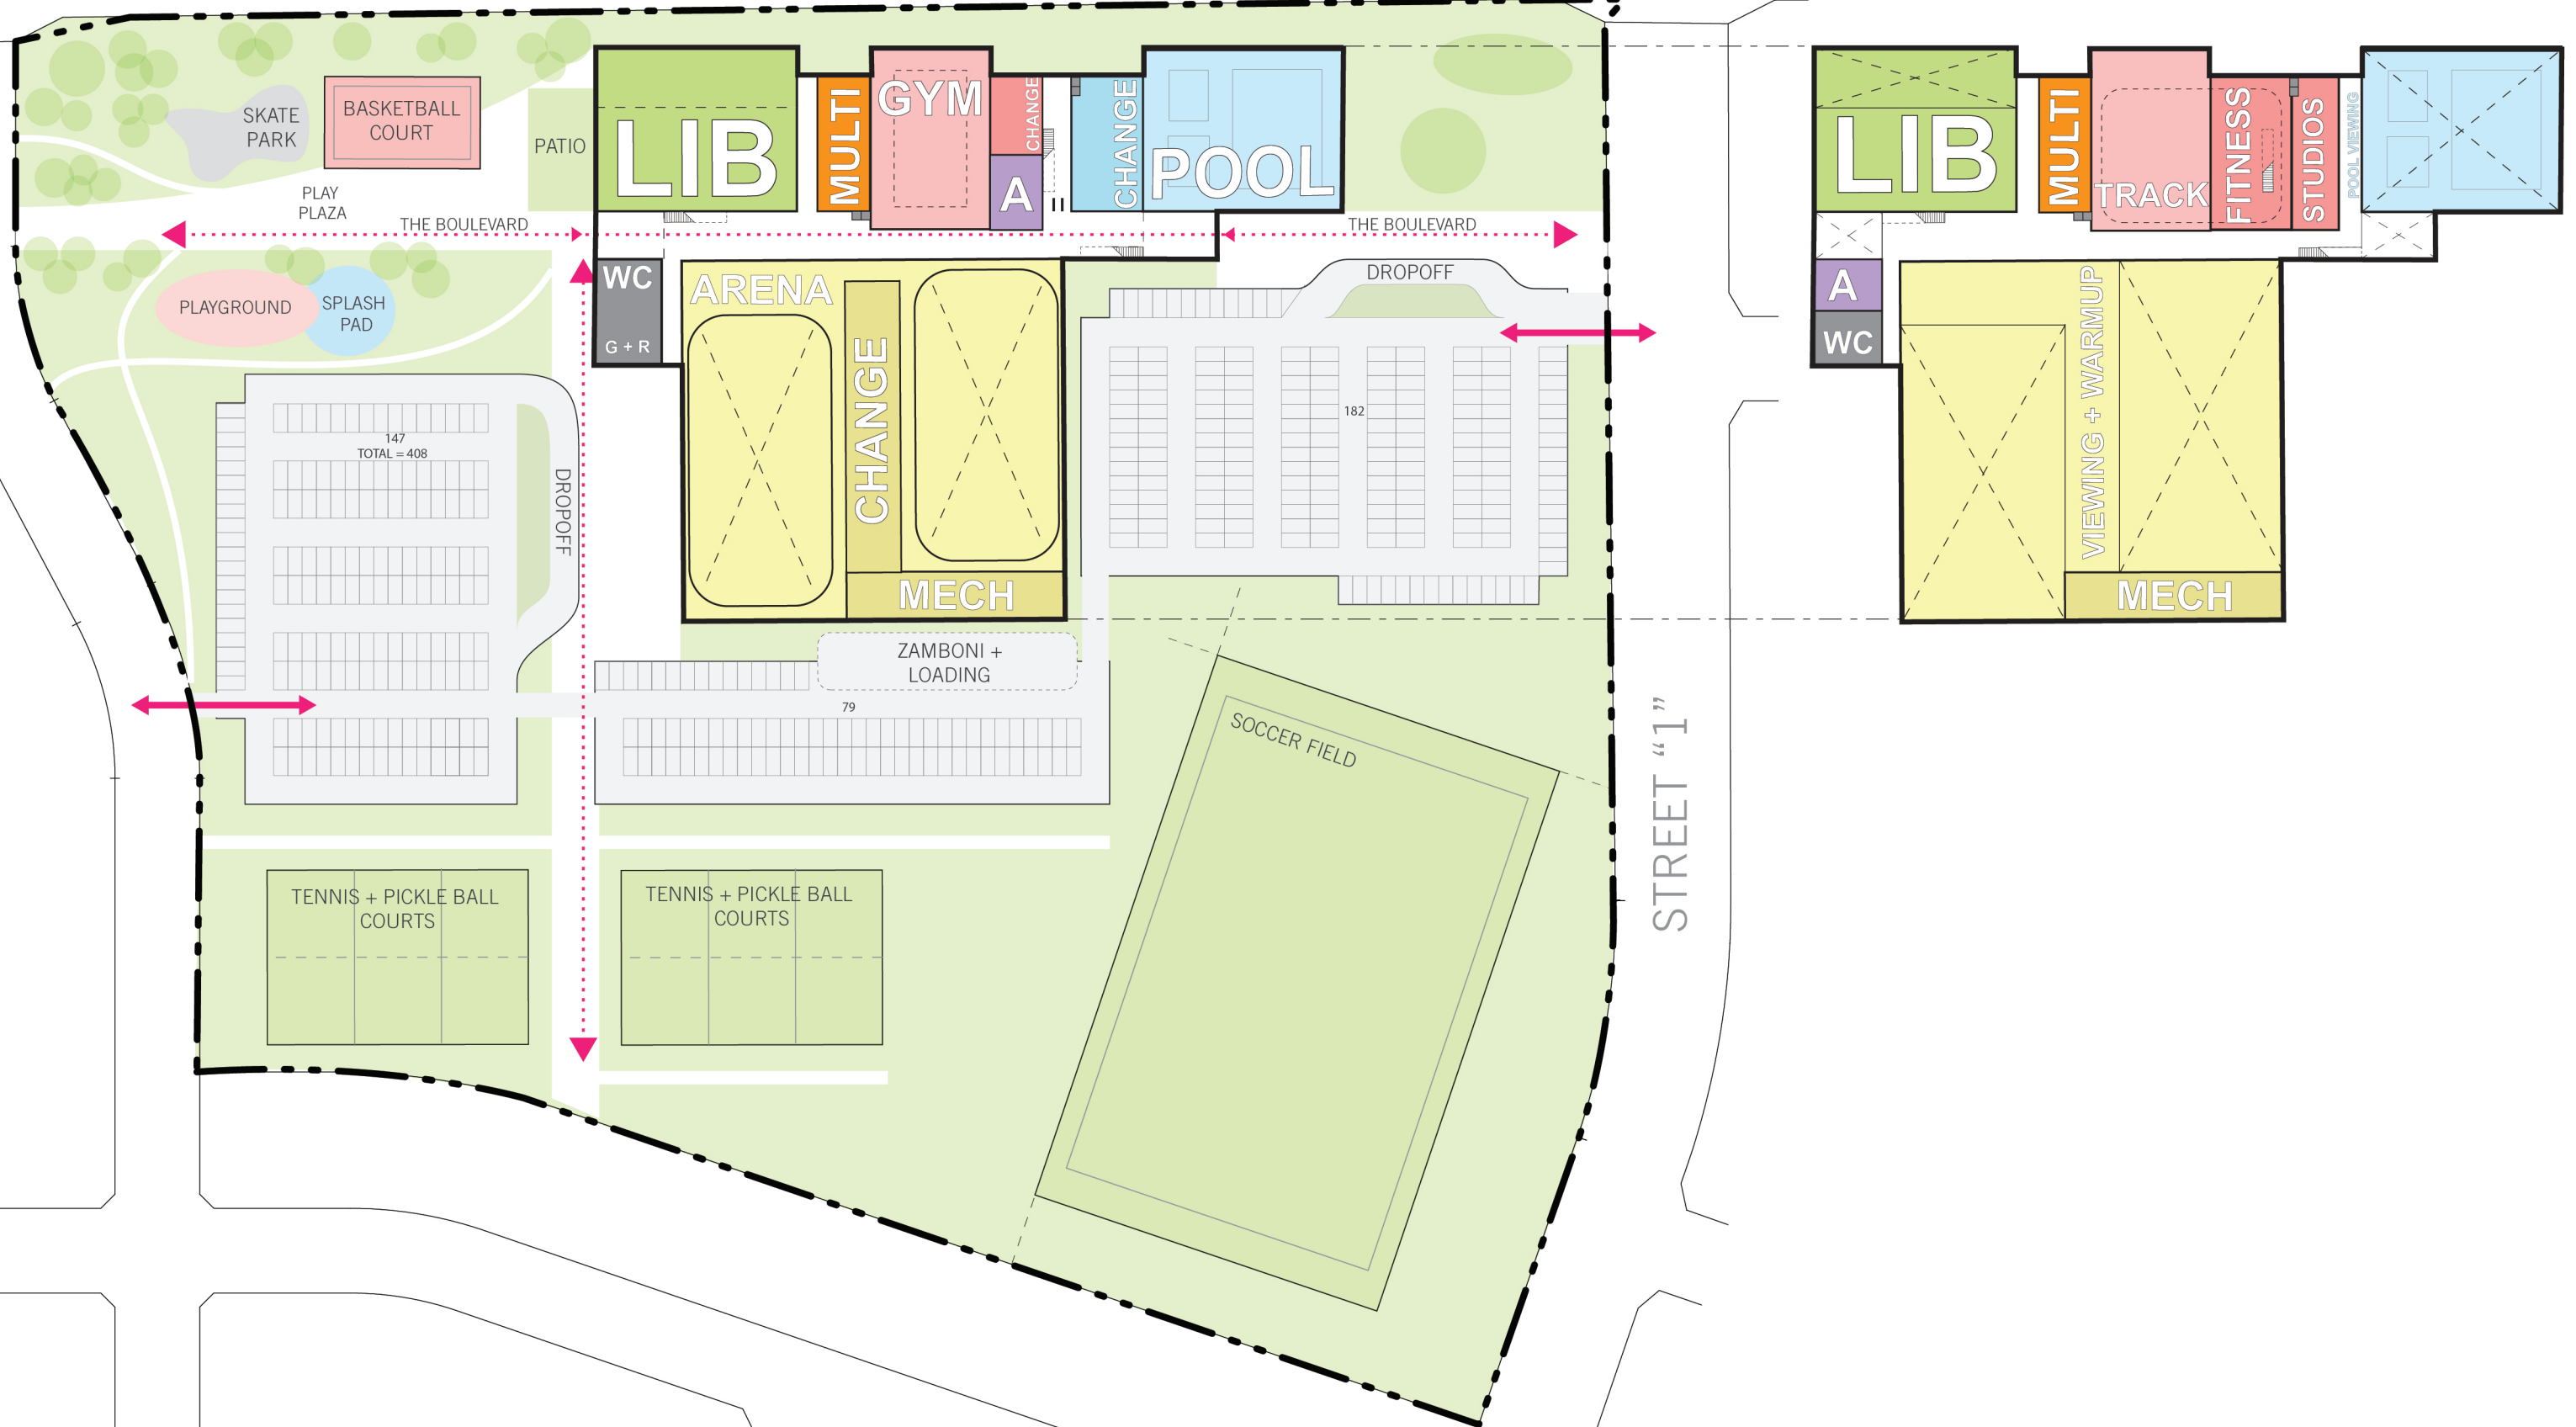 SKATE
PARK
BASKETBALL
COURT
PATIO
PLAY
PLAZA
THE BOULEVARD
LIB
MULTI
GYM
CHANGE
A
CHANGE
POOL
THE BOULEVARD
PLAYGROUND
SPLASH
PAD
WC
G + R
ARENA
CHANGE
MECH
DROPOFF
182
147
TOTAL = 408
DROPOFF
ZAMBONI +
LOADING
79
SOCCER FIELD
TENNIS + PICKLE BALL
COURTS
TENNIS + PICKLE BALL
COURTS
STREET “1”
LIB
MULTI
TRACK
FITNESS
STUDIOS
POOL VIEWING
A
WC
VIEWING + WARMUP
MECH